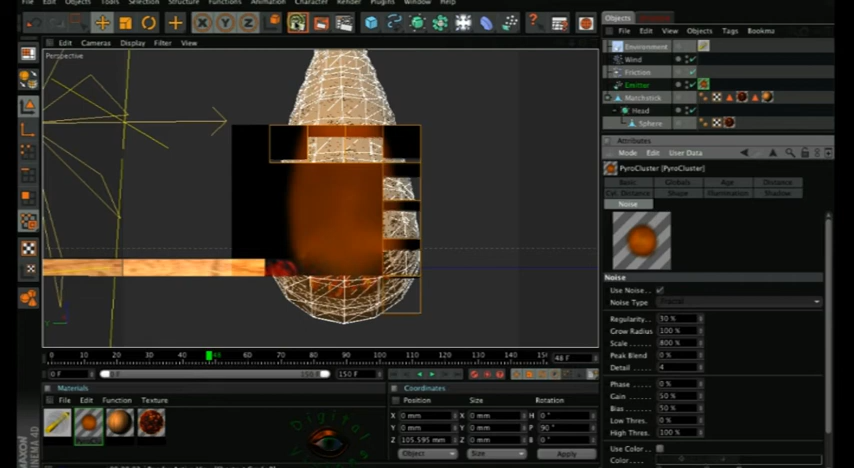 File Edit Objects Tools Selection Structure Functions Animation Character Render Plugins Window Help
X Y Z
Edit Cameras Display Filter View
Perspective
0 10 20 30 40 50 60 70 80 90 100 110 120 130 140 150
48 F
0 F
0 F
150 F
150 F
Materials
File Edit Function Texture
Coordinates
Position Size Rotation
X 0 mm X 0 mm H 0 °
Y 0 mm Y 0 mm P 90 °
Z 105.595 mm Z 0 mm B 0 °
Object Size Apply
MAXON
CINEMA 4D
Objects
File Edit View Objects Tags Bookma
Environment
Wind
Friction
Emitter
Matchstick
Head
Sphere
Attributes
Mode Edit User Data
PyroCluster [PyroCluster]
Basic Globals Age Distance
Col. Distance Shape Illumination Shadow
Noise
Noise
Use Noise
Noise Type
Regularity 30 %
Grow Radius 100 %
Scale 800 %
Peak Blend 0 %
Detail 4
Phase 0 %
Gain 50 %
Bias 50 %
Low Thres. 0 %
High Thres. 100 %
Use Color
Color